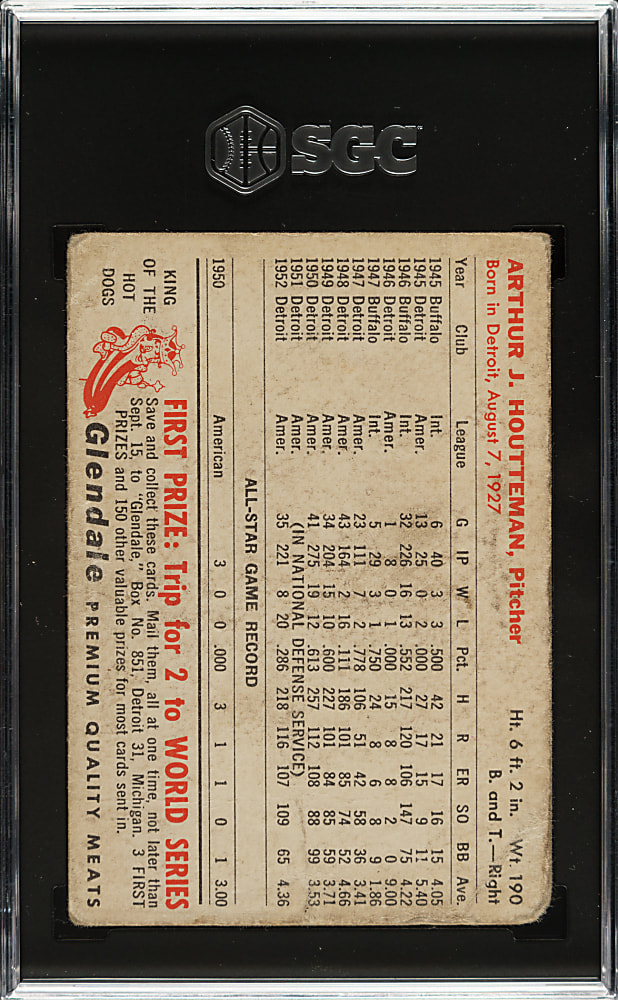 SGC
ARTHUR J. HOUTTEMAN, Pitcher Ht. 6 ft. 2 in. Wt. 190
Born in Detroit, August 7, 1927 B. and T.—Right
Year Club League G IP W L Pct. H R ER SO BB Ave.
1945 Buffalo Int. 6 40 3 3 .500 42 21 17 16 15 4.05
1945 Detroit Amer. 13 25 0 2 .000 27 17 15 9 11 5.40
1946 Buffalo Int. 32 226 16 13 .552 217 120 106 147 75 4.22
1946 Detroit Amer. 1 8 0 1 .000 15 8 8 2 0 9.00
1947 Buffalo Int. 5 29 3 1 .750 24 8 6 8 9 1.86
1947 Detroit Amer. 23 111 7 2 .778 106 51 42 58 36 3.41
1948 Detroit Amer. 43 164 2 16 .111 186 101 85 74 52 4.66
1949 Detroit Amer. 34 204 15 10 .600 227 101 84 85 59 3.71
1950 Detroit Amer. 41 275 19 12 .613 257 112 108 88 99 3.53
1951 Detroit (IN NATIONAL DEFENSE SERVICE)
1952 Detroit Amer. 35 221 8 20 .286 218 116 107 109 65 4.36
ALL-STAR GAME RECORD
1950 American 3 0 0 .000 3 1 1 0 1 3.00
KING
OF THE
HOT
DOGS
FIRST PRIZE: Trip for 2 to WORLD SERIES
Save and collect these cards. Mail them, all at one time, not later than
Sept. 15, to "Glendale," Box No. 851, Detroit 31, Michigan. 3 FIRST
PRIZES and 150 other valuable prizes for most cards sent in.
Glendale PREMIUM QUALITY MEATS